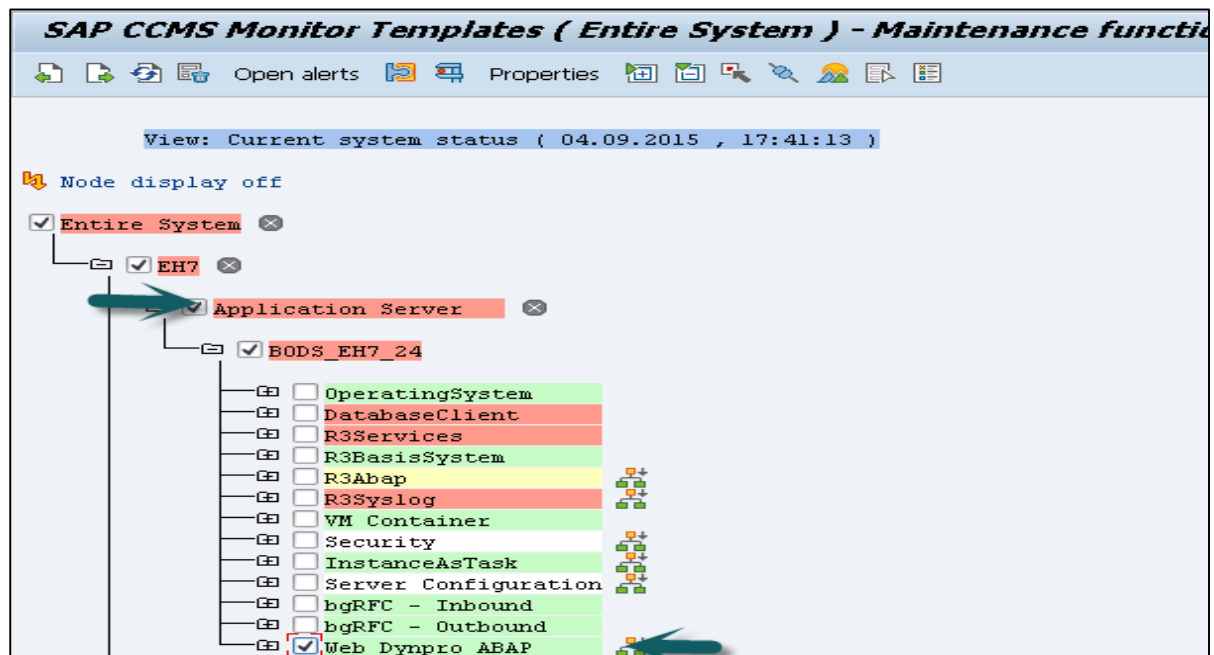 SAP CCMS Monitor Templates ( Entire System ) - Maintenance functio
Open alerts Properties
View: Current system status ( 04.09.2015 , 17:41:13 )
Node display off
Entire System
EH7
Application Server
BODS_EH7_24
OperatingSystem
DatabaseClient
R3Services
R3BasisSystem
R3Abap
R3Syslog
VM Container
Security
InstanceAsTask
Server Configuration
bgRFC - Inbound
bgRFC - Outbound
Web Dynpro ABAP